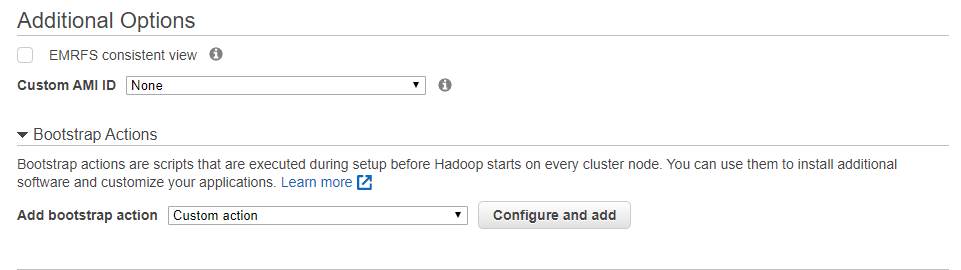 Additional Options
EMRFS consistent view
Custom AMI ID None
Bootstrap Actions
Bootstrap actions are scripts that are executed during setup before Hadoop starts on every cluster node. You can use them to install additional
software and customize your applications. Learn more
Add bootstrap action Custom action Configure and add